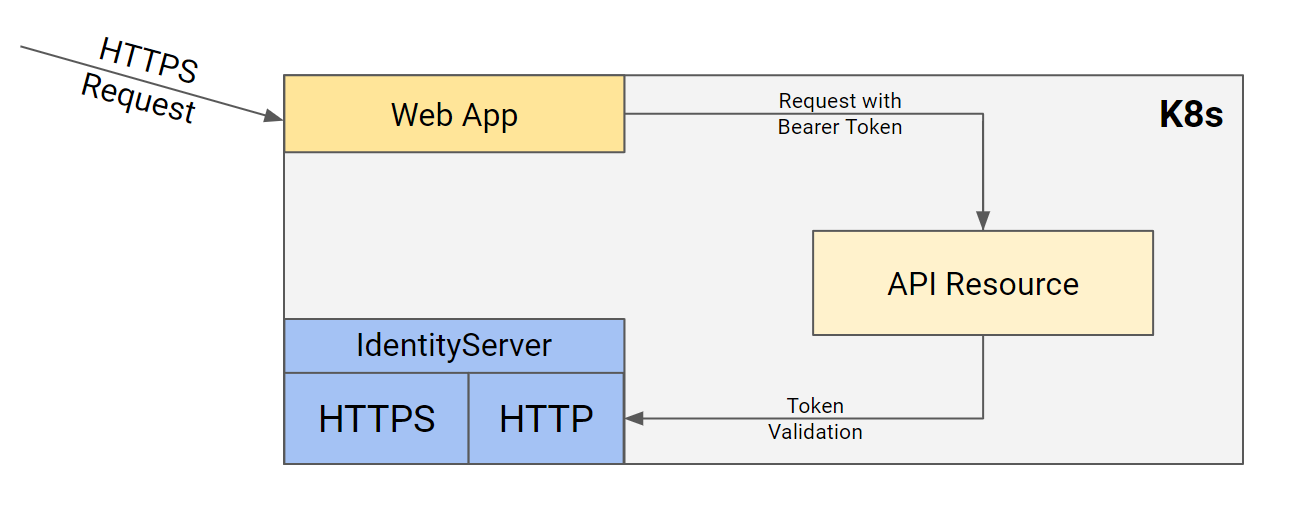 HTTPS
Request
Web App
Request with
Bearer Token
K8s
API Resource
IdentityServer
HTTPS
HTTP
Token
Validation